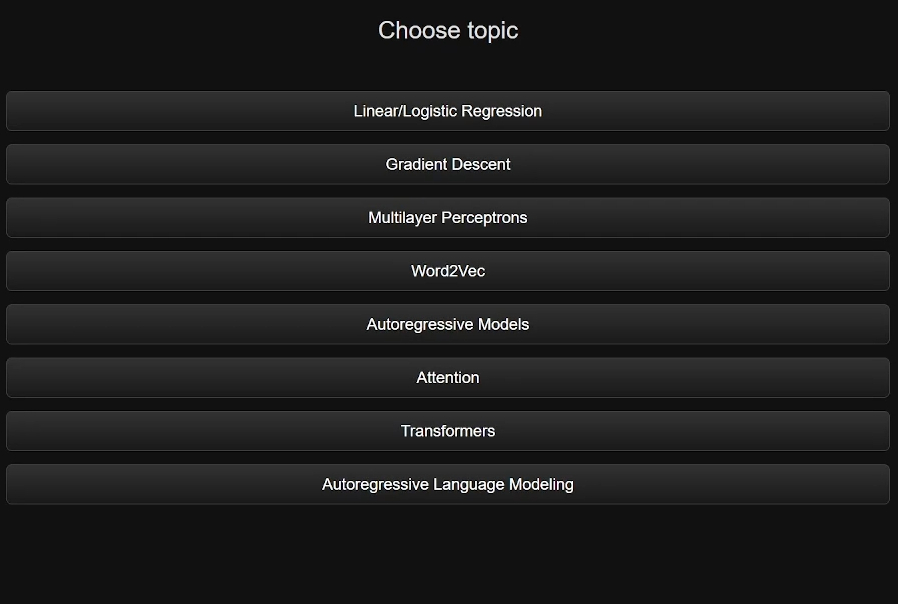 Choose topic
Linear/Logistic Regression
Gradient Descent
Multilayer Perceptrons
Word2Vec
Autoregressive Models
Attention
Transformers
Autoregressive Language Modeling